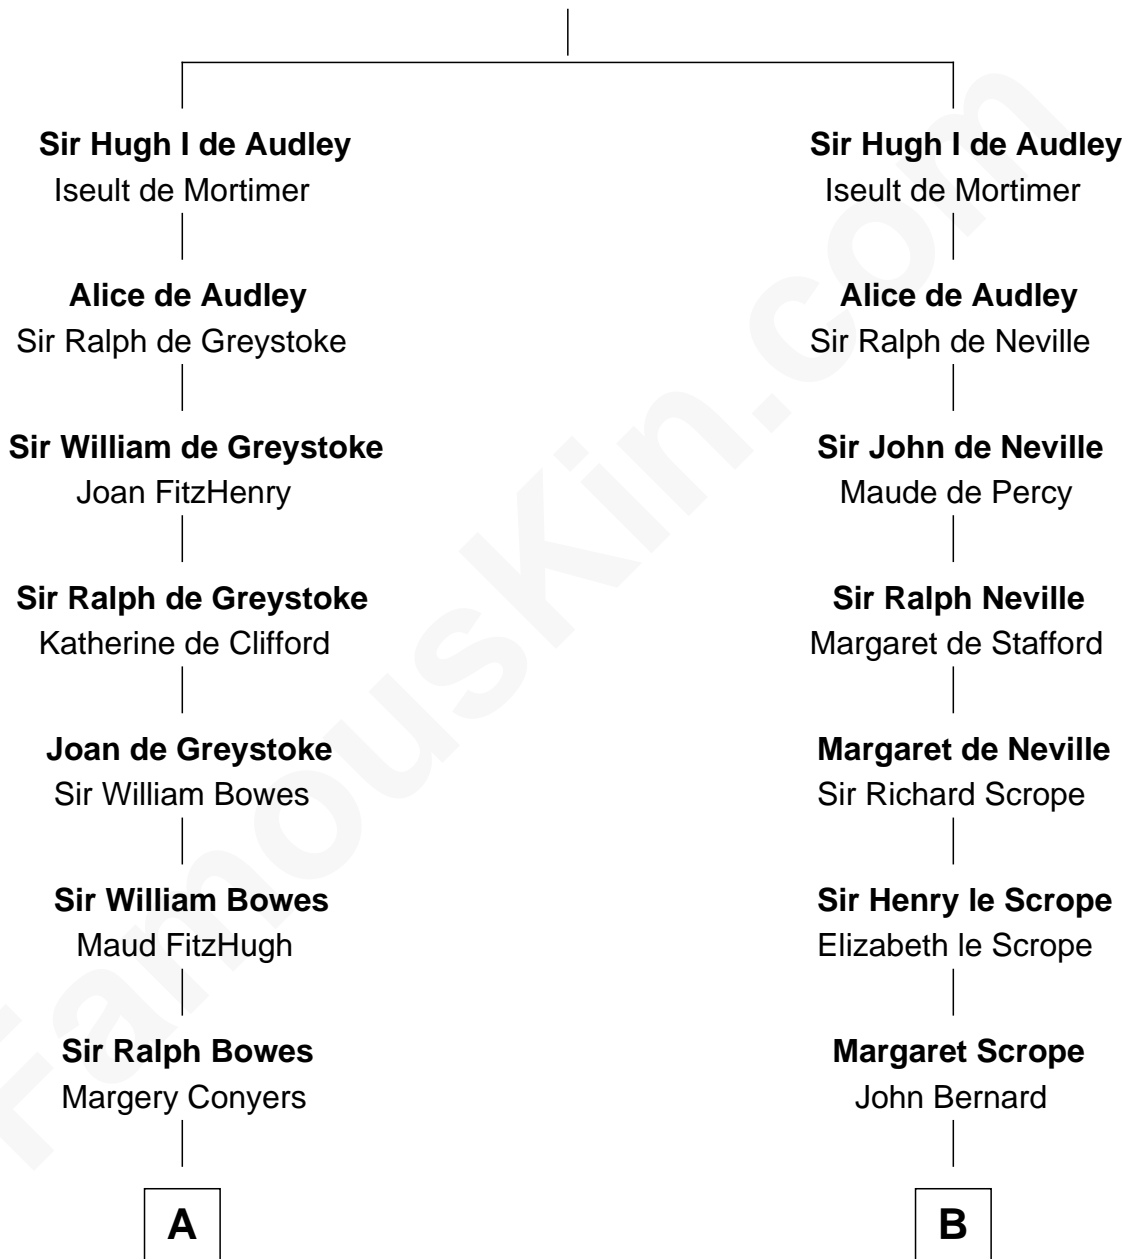 Sir Hugh I de Audley
Iseult de Mortimer
Alice de Audley
Sir Ralph de Greystoke
Sir William de Greystoke
Joan FitzHenry
Sir Ralph de Greystoke
Katherine de Clifford
Joan de Greystoke
Sir William Bowes
Sir William Bowes
Maud FitzHugh
Sir Ralph Bowes
Margery Conyers
A
Sir Hugh I de Audley
Iseult de Mortimer
Alice de Audley
Sir Ralph de Neville
Sir John de Neville
Maude de Percy
Sir Ralph Neville
Margaret de Stafford
Margaret de Neville
Sir Richard Scrope
Sir Henry le Scrope
Elizabeth le Scrope
Margaret Scrope
John Bernard
B
FamousKin.com